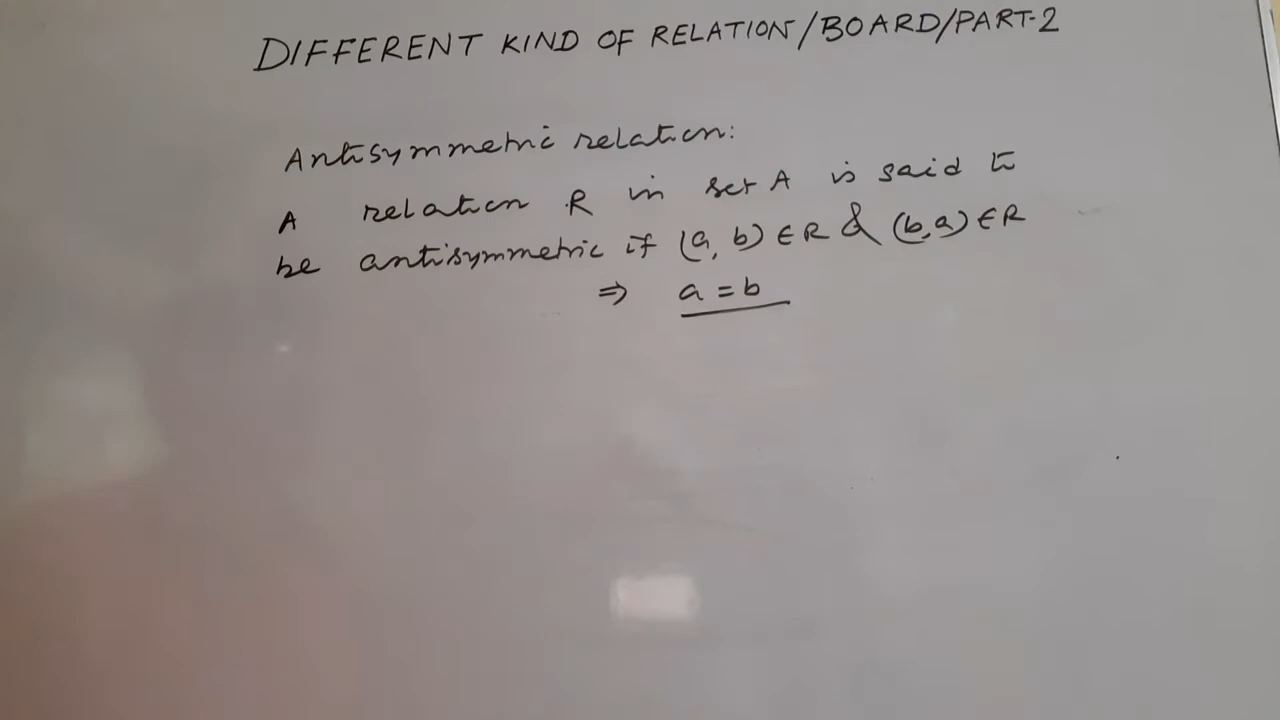 DIFFERENT KIND OF RELATION/BOARD/PART-2
Antisymmetric relation:
A relation R in set A is said to
be antisymmetric if (a, b) ∈ R & (b, a) ∈ R
⇒ a = b